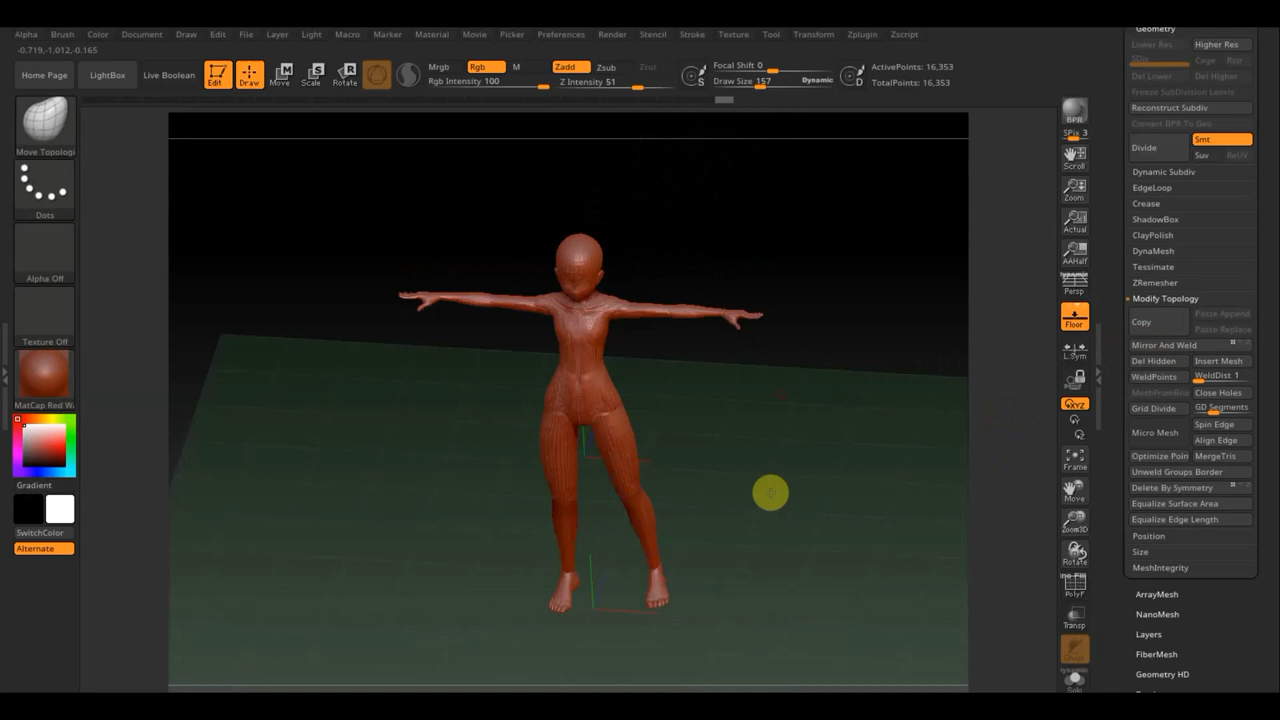 Alpha Brush Color Document Draw Edit File Layer Light Macro Marker Material Movie Picker Preferences Render Stencil Stroke Texture Tool Transform Zplugin Zscript
-0.719,-1.012,-0.165
Home Page
LightBox
Live Boolean
Edit
Draw
Move
Scale
Rotate
Mrgb Rgb M
Rgb Intensity 100
Zadd Zsub Zcut
Z Intensity 51
S
Focal Shift 0
Draw Size 157 Dynamic
D
ActivePoints: 16,353
TotalPoints: 16,353
Move Topologi
Dots
Alpha Off
Texture Off
MatCap Red Wa
Gradient
SwitchColor
Alternate
BPR
SPix 3
Scroll
Zoom
Actual
AAHalf
Dynamic
Persp
Floor
L.Sym
XYZ
Y
Z
Frame
Move
Zoom3D
Rotate
PolyF
Transp
Ghost
Dynamic
Solo
Geometry
Lower Res Higher Res
SDiv Cage Rstr
Del Lower Del Higher
Freeze SubDivision Levels
Reconstruct Subdiv
Convert BPR To Geo
Divide
Smt
Suv ReUV
Dynamic Subdiv
EdgeLoop
Crease
ShadowBox
ClayPolish
DynaMesh
Tessimate
ZRemesher
Modify Topology
Copy
Paste Append
Paste Replace
Mirror And Weld
Del Hidden Insert Mesh
WeldPoints WeldDist 1
MeshFromBru Close Holes
Grid Divide GD Segments
Micro Mesh
Spin Edge
Align Edge
Optimize Poin MergeTris
Unweld Groups Border
Delete By Symmetry
Equalize Surface Area
Equalize Edge Length
Position
Size
MeshIntegrity
ArrayMesh
NanoMesh
Layers
FiberMesh
Geometry HD